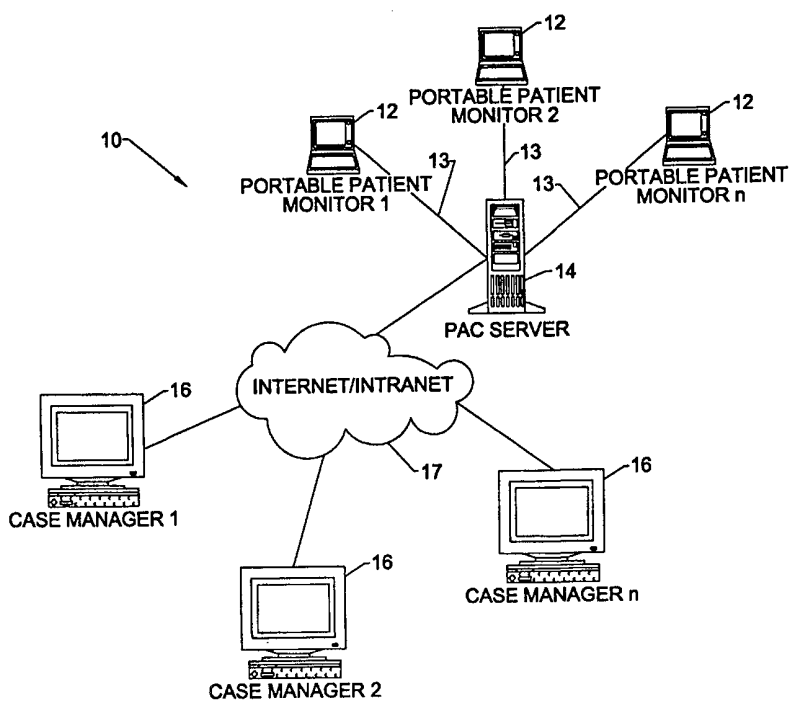 12
PORTABLE PATIENT
MONITOR 2
12
12
10
13
13
13
PORTABLE PATIENT
MONITOR 1
PORTABLE PATIENT
MONITOR n
14
PAC SERVER
INTERNET/INTRANET
16
17
16
CASE MANAGER 1
16
CASE MANAGER n
CASE MANAGER 2